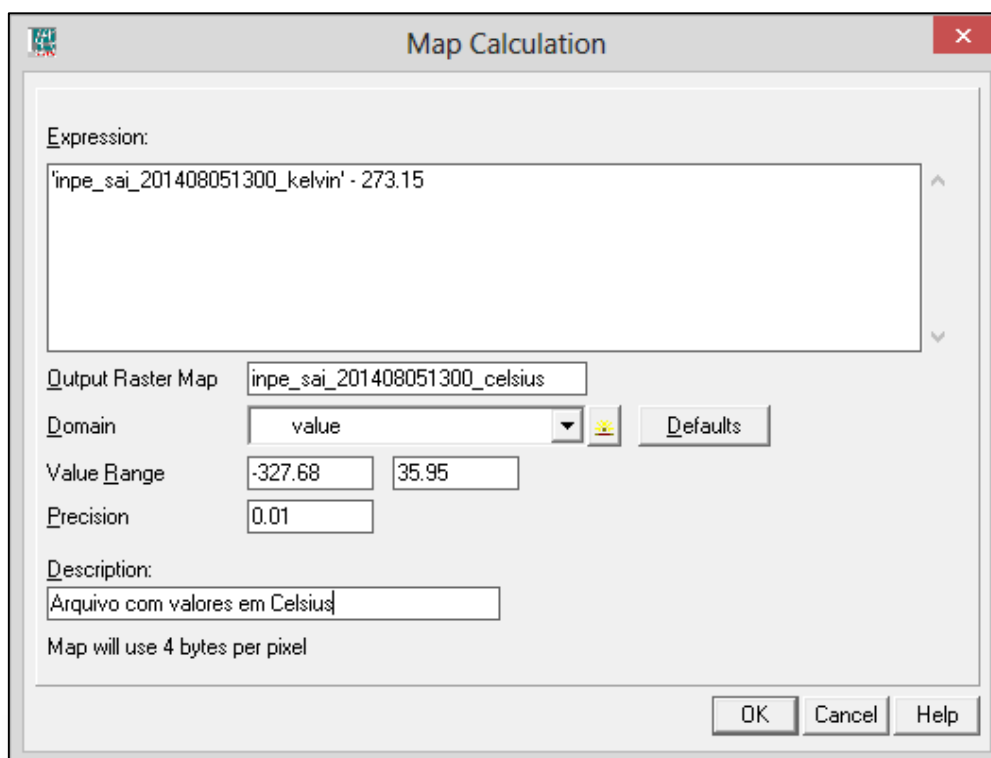 Map Calculation
Expression:
'inpe_sai_201408051300_kelvin' - 273.15
Output Raster Map inpe_sai_201408051300_celsius
Domain value Defaults
Value Range -327.68 35.95
Precision 0.01
Description:
Arquivo com valores em Celsius
Map will use 4 bytes per pixel
OK Cancel Help